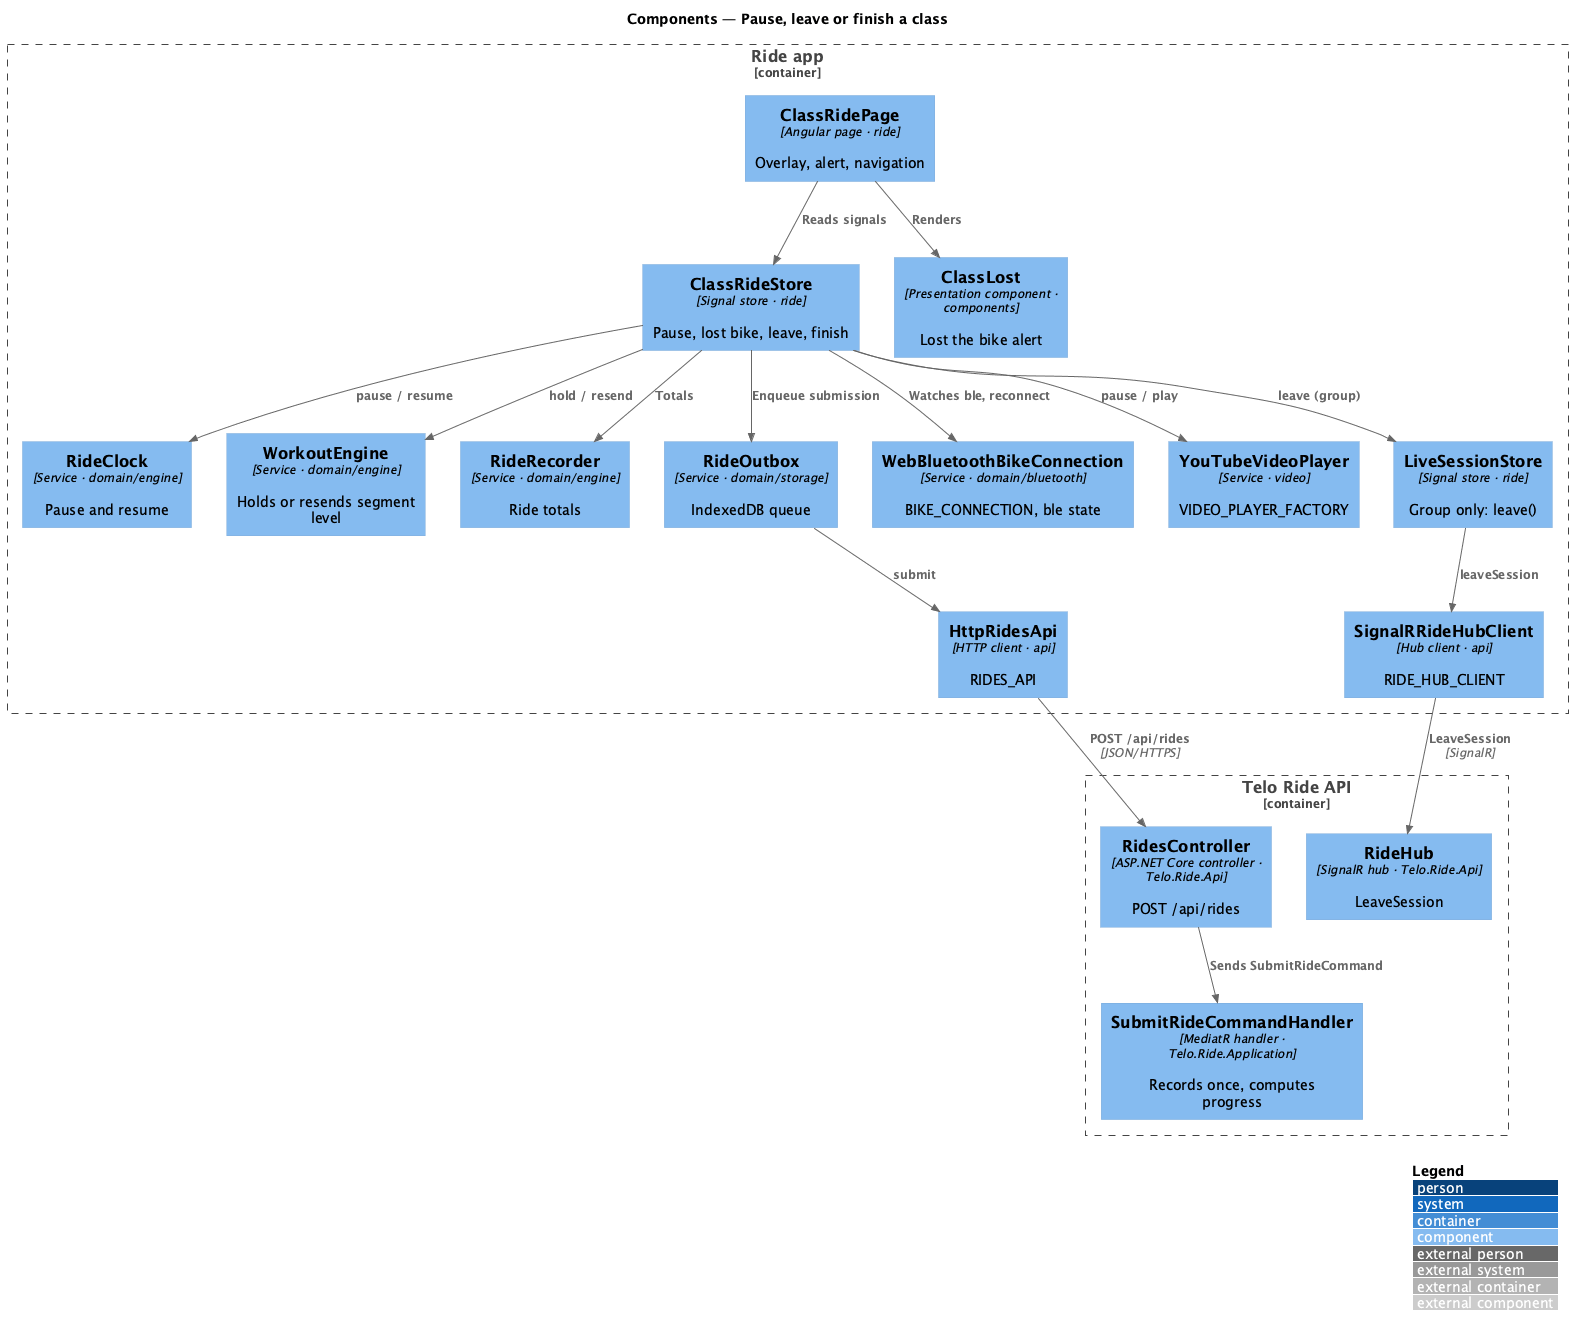 Components — Pause, leave or finish a class
Ride app
[container]
ClassRidePage
[Angular page · ride]
Overlay, alert, navigation
Reads signals
Renders
ClassRideStore
[Signal store · ride]
Pause, lost bike, leave, finish
ClassLost
[Presentation component ·
components]
Lost the bike alert
pause / resume
hold / resend
Totals
Enqueue submission
Watches ble, reconnect
pause / play
leave (group)
RideClock
[Service · domain/engine]
Pause and resume
WorkoutEngine
[Service · domain/engine]
Holds or resends segment
level
RideRecorder
[Service · domain/engine]
Ride totals
RideOutbox
[Service · domain/storage]
IndexedDB queue
WebBluetoothBikeConnection
[Service · domain/bluetooth]
BIKE_CONNECTION, ble state
YouTubeVideoPlayer
[Service · video]
VIDEO_PLAYER_FACTORY
LiveSessionStore
[Signal store · ride]
Group only: leave()
submit
leaveSession
HttpRidesApi
[HTTP client · api]
RIDES_API
SignalRRideHubClient
[Hub client · api]
RIDE_HUB_CLIENT
POST /api/rides
[JSON/HTTPS]
LeaveSession
[SignalR]
Telo Ride API
[container]
RidesController
[ASP.NET Core controller ·
Telo.Ride.Api]
POST /api/rides
RideHub
[SignalR hub · Telo.Ride.Api]
LeaveSession
Sends SubmitRideCommand
SubmitRideCommandHandler
[MediatR handler ·
Telo.Ride.Application]
Records once, computes
progress
Legend
person
system
container
component
external person
external system
external container
external component